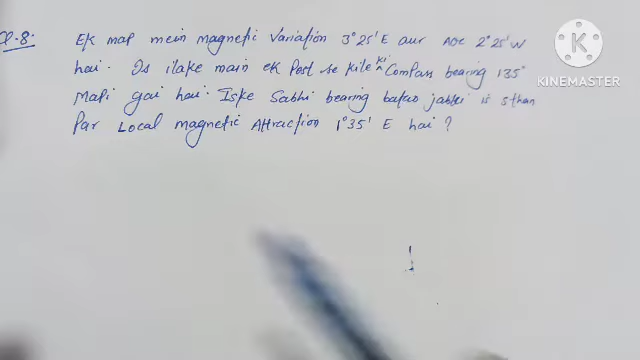 Q.8:- Ek map mein magnetic Variation 3°25'E aur AOC 2°25'W
hai. Is ilake main ek Post se kile ki Compass bearing 135°
mapi gai hai. Iske Sabhi bearing batao jabki is sthan
Par Local magnetic Attraction 1°35' E hai ?
K
KINEMASTER